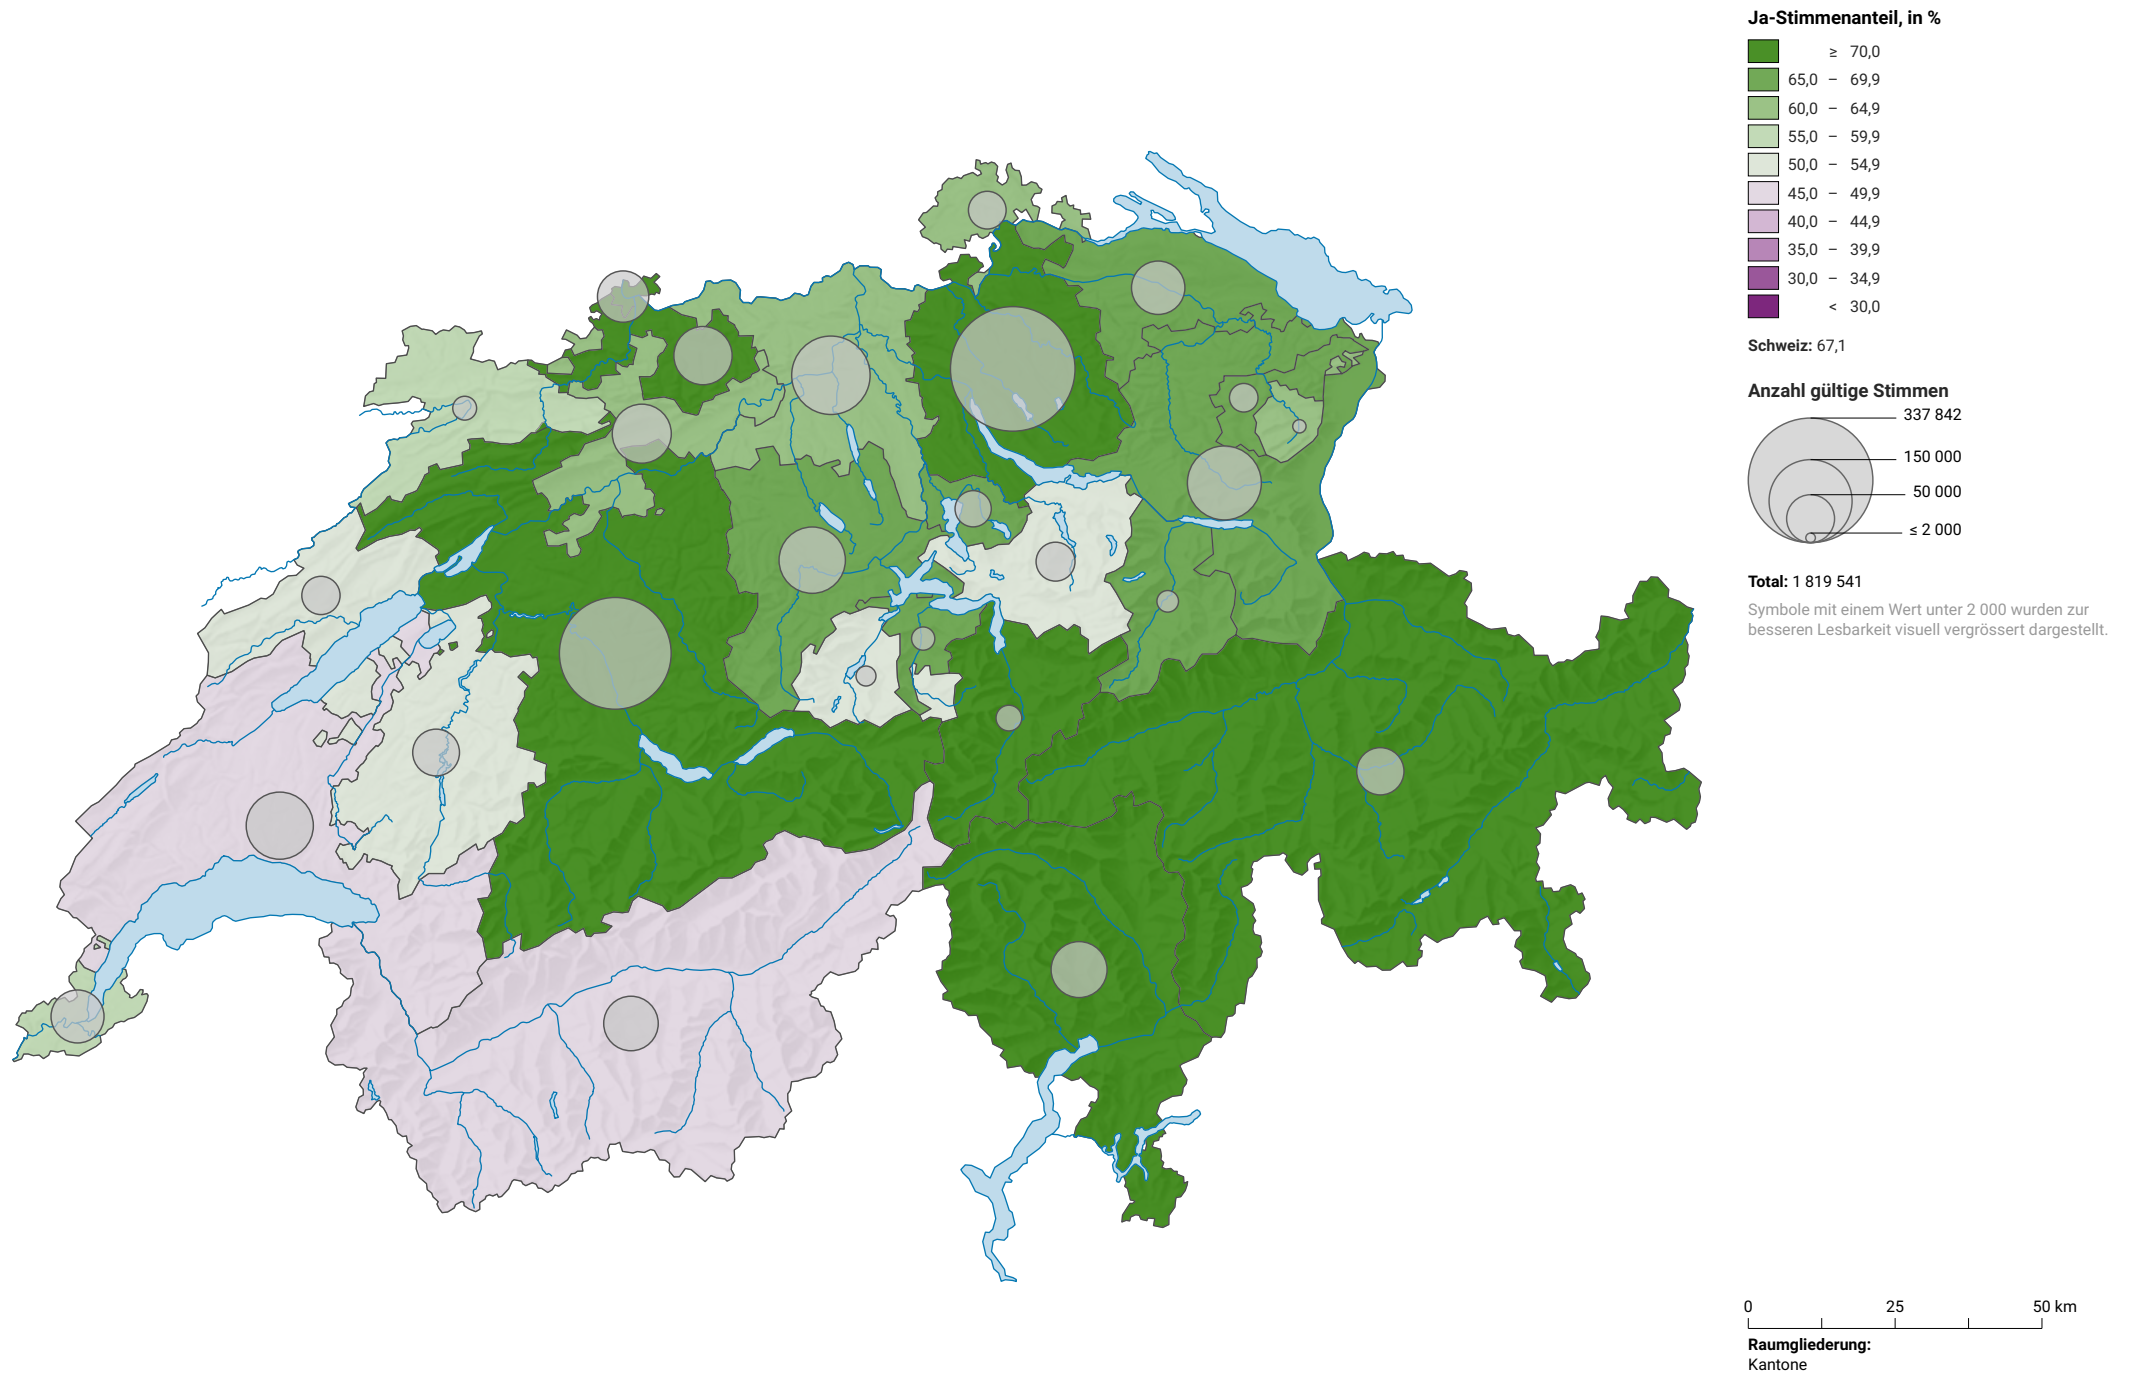 Ja-Stimmenanteil, in %
≥ 70,0
65,0 – 69,9
60,0 – 64,9
55,0 – 59,9
50,0 – 54,9
45,0 – 49,9
40,0 – 44,9
35,0 – 39,9
30,0 – 34,9
< 30,0
Schweiz: 67,1
Anzahl gültige Stimmen
337 842
150 000
50 000
≤ 2 000
Total: 1 819 541
Symbole mit einem Wert unter 2 000 wurden zur
besseren Lesbarkeit visuell vergrössert dargestellt.
0 25 50 km
Raumgliederung:
Kantone